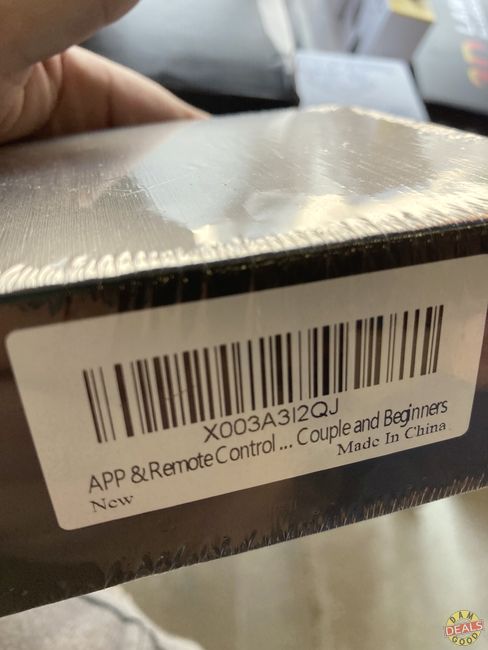 X003A3I2QJ
APP & Remote Control ... Couple and Beginners
New
Made In China
DAM
DEALS
GOOD